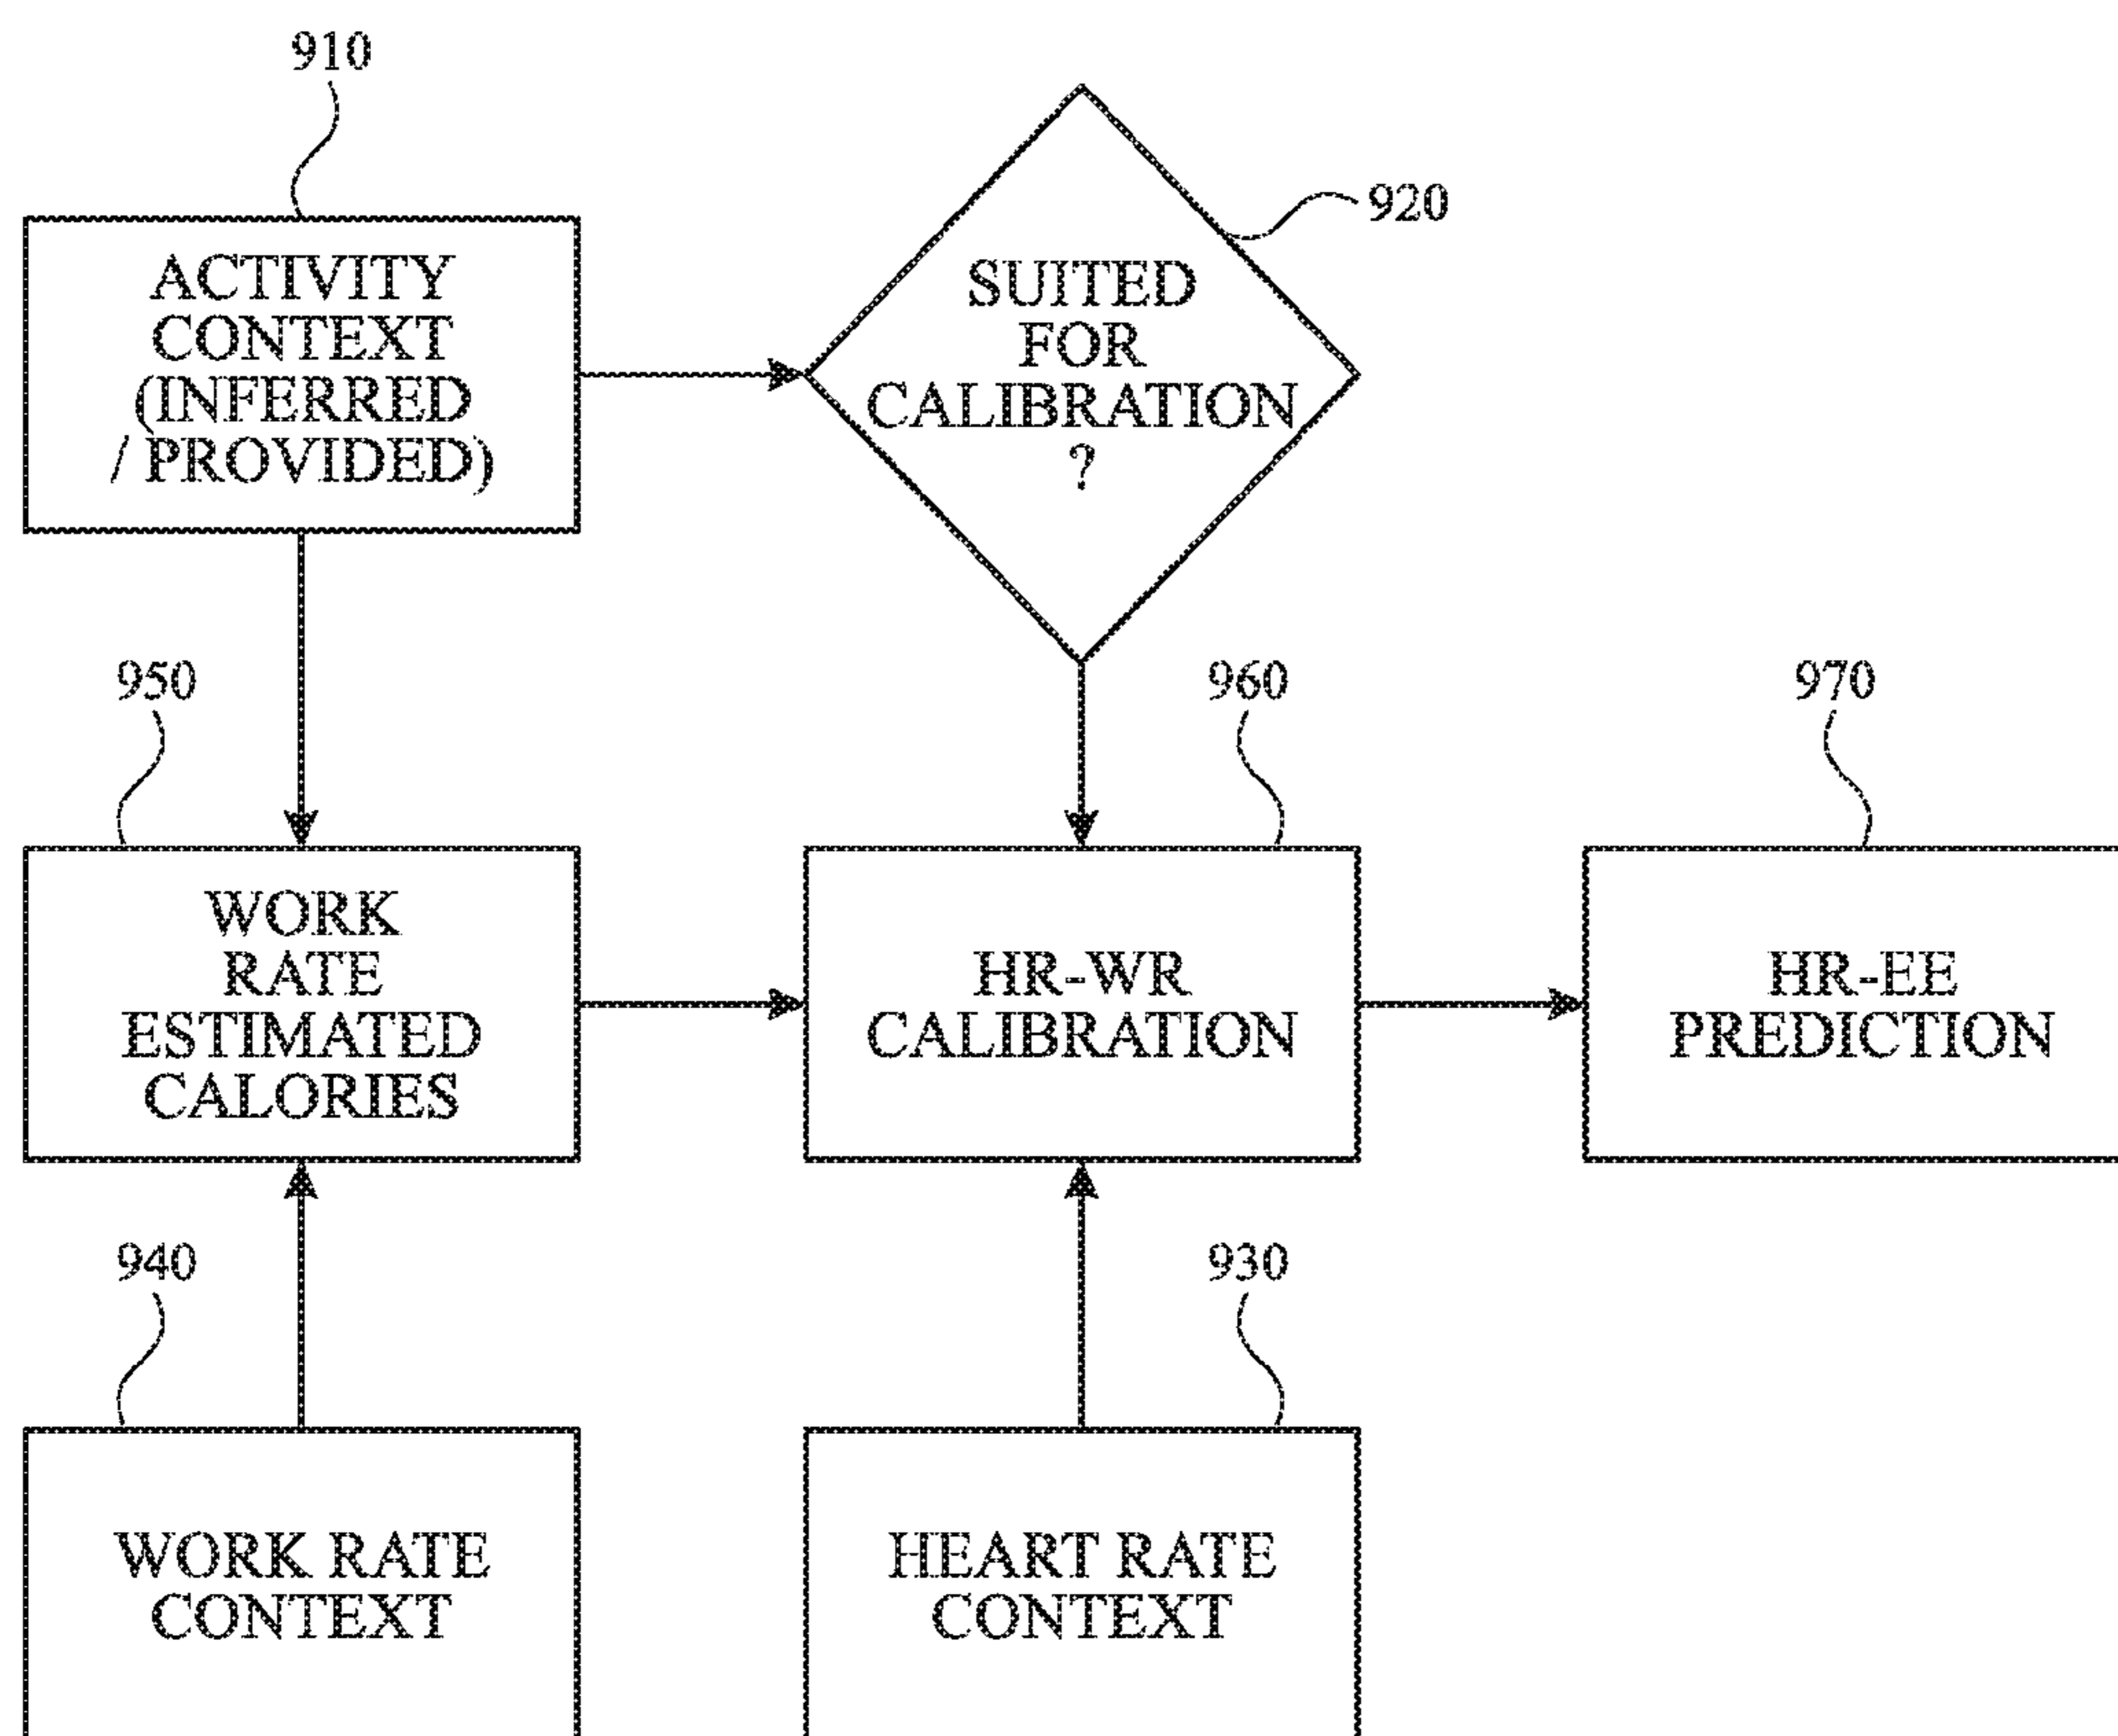 910
920
ACTIVITY
CONTEXT
(INFERRED
/ PROVIDED)
SUITED
FOR
CALIBRATION
?
950
960
970
WORK
RATE
ESTIMATED
CALORIES
HR-WR
CALIBRATION
HR-EE
PREDICTION
940
930
WORK RATE
CONTEXT
HEART RATE
CONTEXT